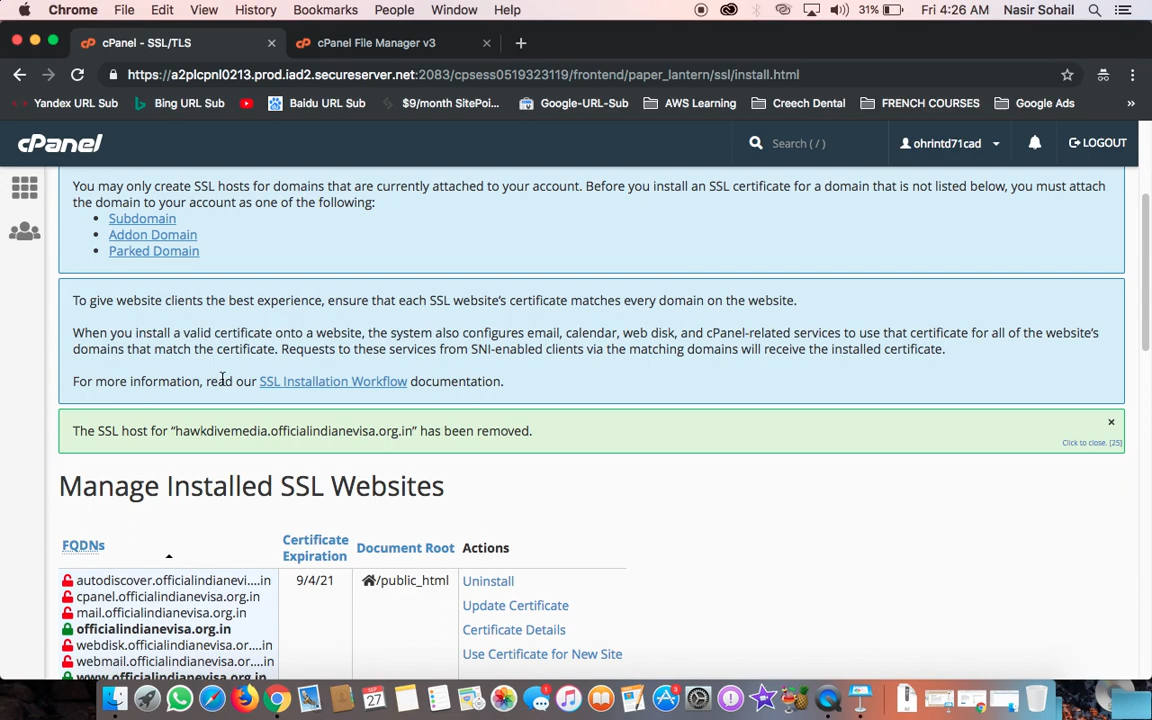 Chrome File Edit View History Bookmarks People Window Help 31% Fri 4:26 AM Nasir Sohail
cPanel - SSL/TLS × cPanel File Manager v3 × +
https://a2plcpnl0213.prod.iad2.secureserver.net:2083/cpsess0519323119/frontend/paper_lantern/ssl/install.html
Yandex URL Sub Bing URL Sub Baidu URL Sub $9/month SitePoi... Google-URL-Sub AWS Learning Creech Dental FRENCH COURSES Google Ads »
cPanel Search ( / ) ohrintd71cad LOGOUT
You may only create SSL hosts for domains that are currently attached to your account. Before you install an SSL certificate for a domain that is not listed below, you must attach
the domain to your account as one of the following:
• Subdomain
• Addon Domain
• Parked Domain
To give website clients the best experience, ensure that each SSL website's certificate matches every domain on the website.
When you install a valid certificate onto a website, the system also configures email, calendar, web disk, and cPanel-related services to use that certificate for all of the website's
domains that match the certificate. Requests to these services from SNI-enabled clients via the matching domains will receive the installed certificate.
For more information, read our SSL Installation Workflow documentation.
The SSL host for “hawkdivemedia.officialindianevisa.org.in” has been removed. ×
Click to close. [25]
Manage Installed SSL Websites
FQDNs Certificate Expiration Document Root Actions
autodiscover.officialindianevi....in 9/4/21 /public_html Uninstall
cpanel.officialindianevisa.org.in Update Certificate
mail.officialindianevisa.org.in
officialindianevisa.org.in Certificate Details
webdisk.officialindianevisa.or....in
webmail.officialindianevisa.or....in Use Certificate for New Site
www.officialindianevisa.org.in
SEP
27
3